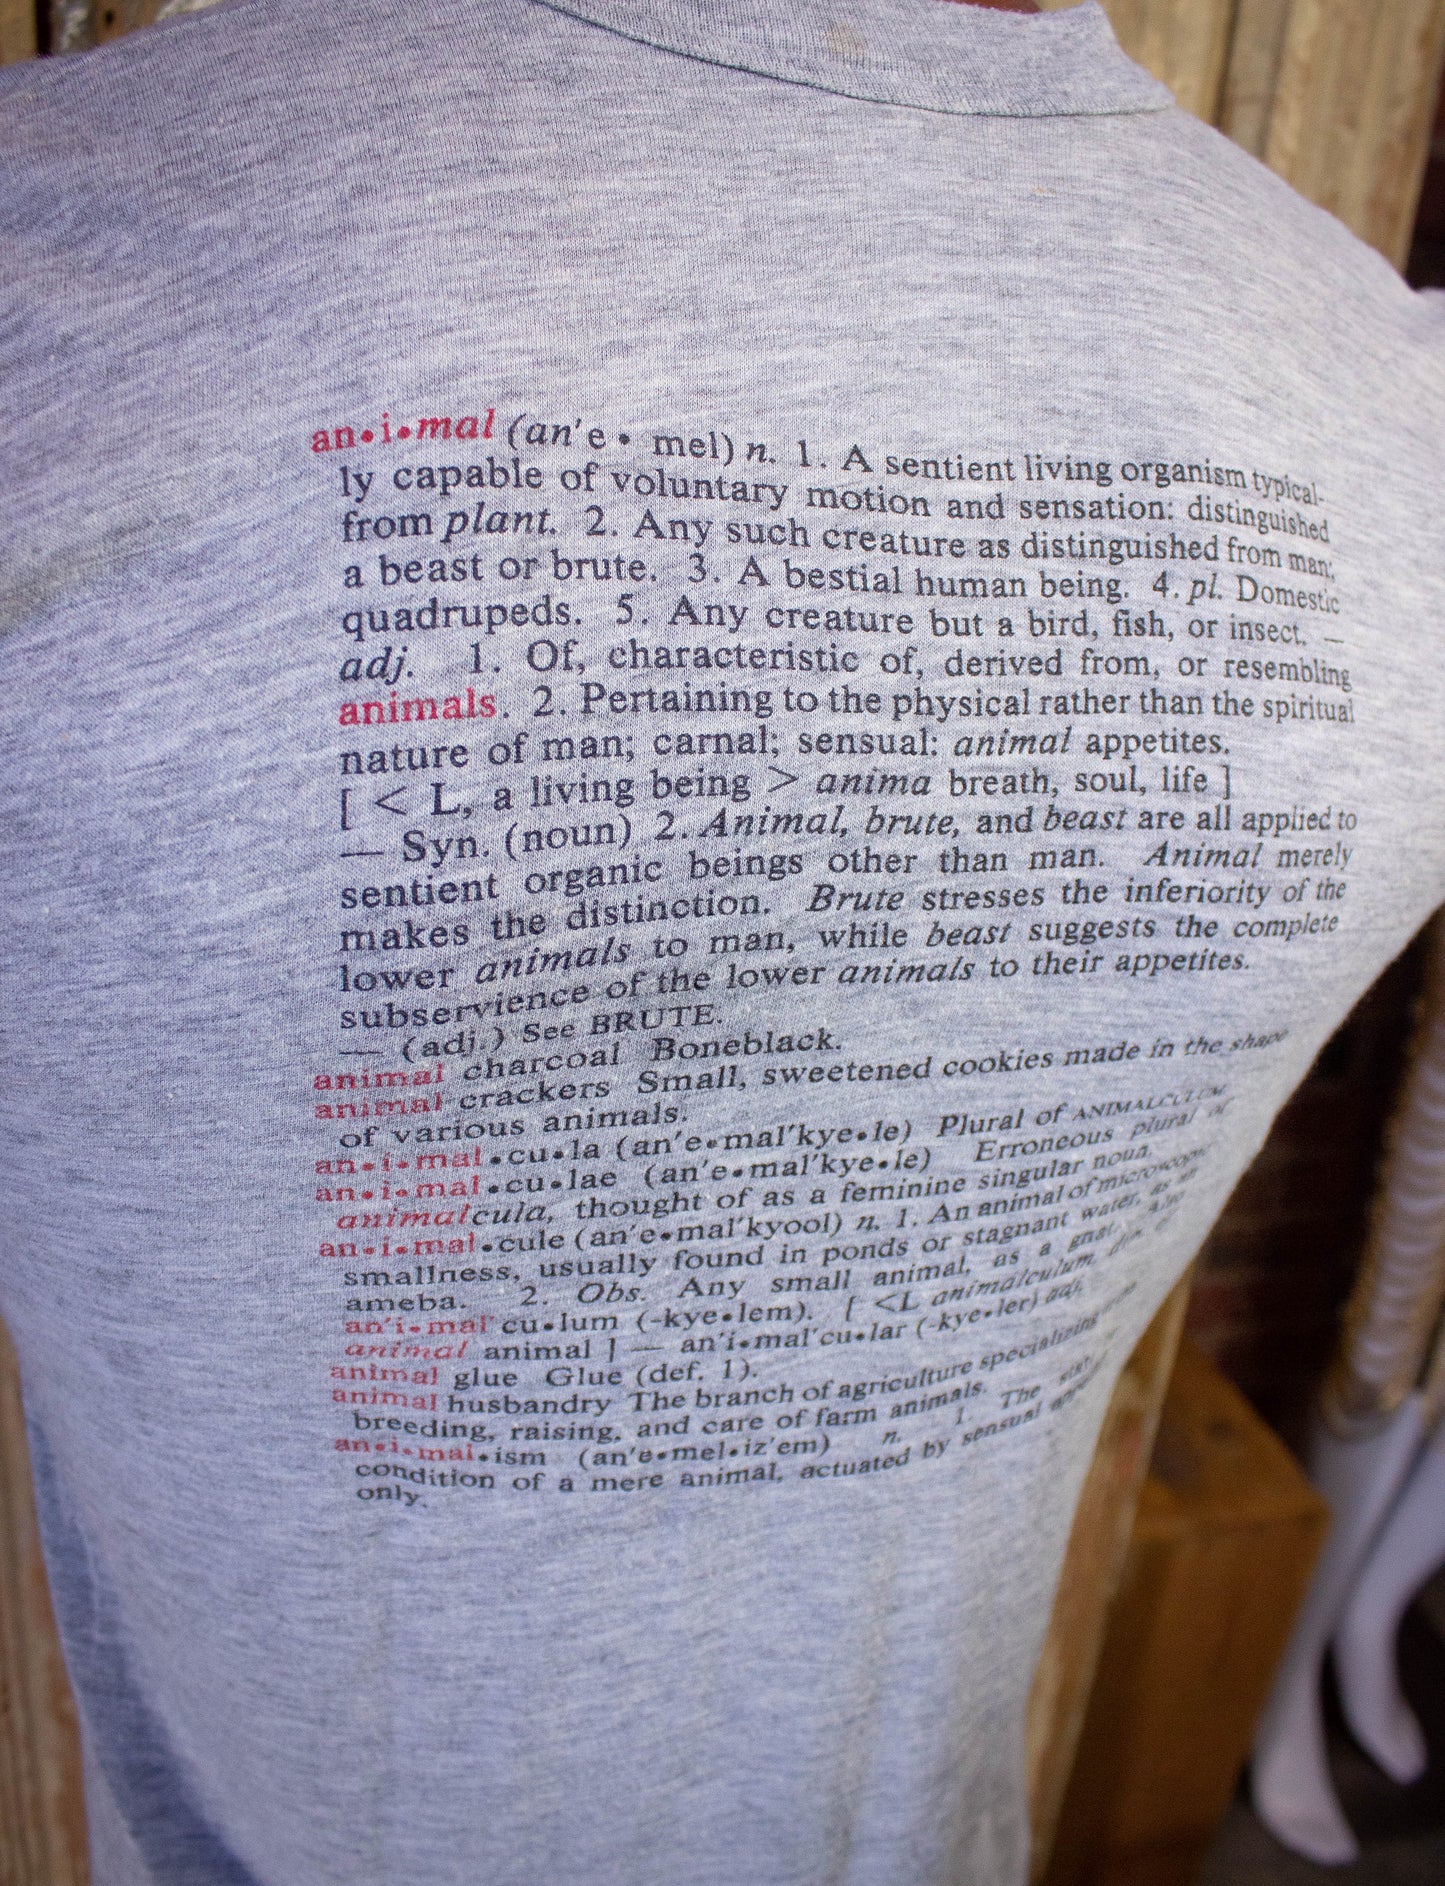 an•i•mal (an'e • mel) n. 1. A sentient living organism typical-
ly capable of voluntary motion and sensation: distinguished
from plant. 2. Any such creature as distinguished from man;
a beast or brute. 3. A bestial human being. 4. pl. Domestic
quadrupeds. 5. Any creature but a bird, fish, or insect. —
adj. 1. Of, characteristic of, derived from, or resembling
animals. 2. Pertaining to the physical rather than the spiritual
nature of man; carnal; sensual: animal appetites.
[ < L, a living being > anima breath, soul, life ]
— Syn. (noun) 2. Animal, brute, and beast are all applied to
sentient organic beings other than man. Animal merely
makes the distinction. Brute stresses the inferiority of the
lower animals to man, while beast suggests the complete
subservience of the lower animals to their appetites.
— (adj.) See BRUTE.
animal charcoal Boneblack.
animal crackers Small, sweetened cookies made in the shape
of various animals.
an•i•mal•cu•la (an'e•mal'kye•le) Plural of ANIMALCULUM
an•i•mal•cu•lae (an'e•mal'kye•le) Erroneous plural of
animalcula, thought of as a feminine singular noun.
an•i•mal•cule (an'e•mal'kyool) n. 1. An animal of microscopic
smallness, usually found in ponds or stagnant water, as an
ameba. 2. Obs. Any small animal, as a gnat. Also
an'i•mal'cu•lum (-kye•lem). [ <L animalculum, dim. of
animal animal ] — an'i•mal'cu•lar (-kye•ler) adj.
animal glue Glue (def. 1).
animal husbandry The branch of agriculture specializing
breeding, raising, and care of farm animals.
an•i•mal•ism (an'e•mel•iz'em) n. 1. The state
condition of a mere animal, actuated by sensual
only.